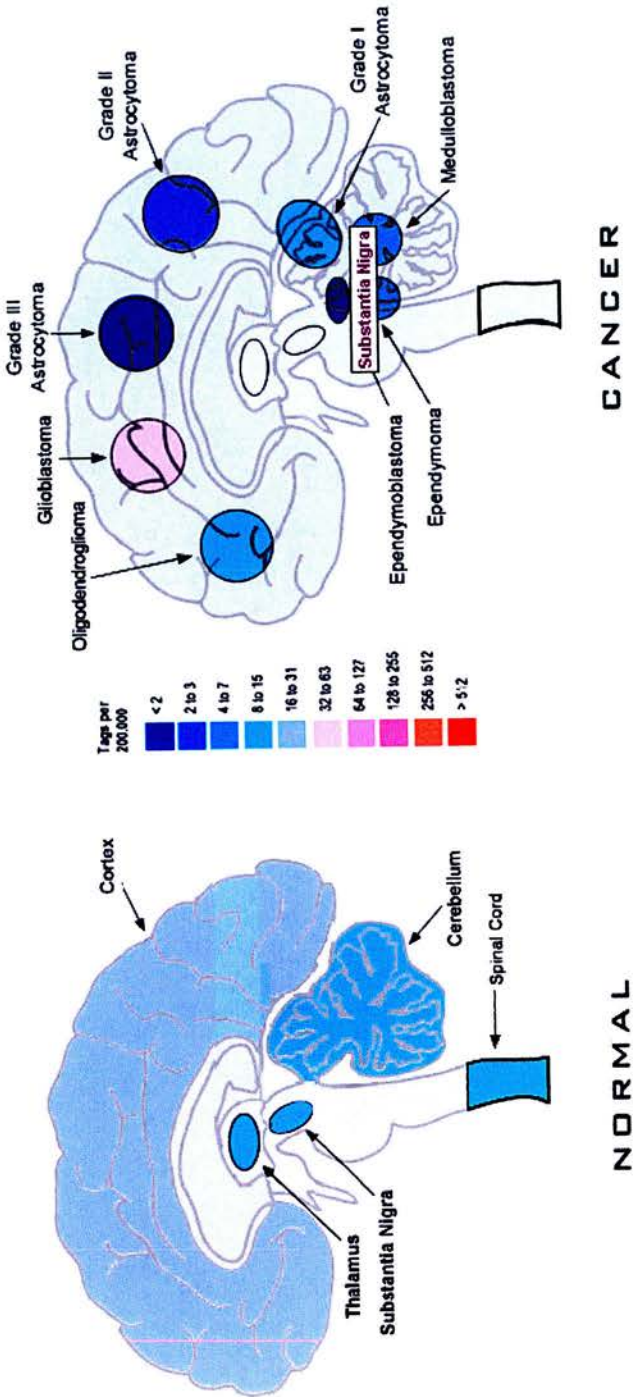 Cortex
Cerebellum
Spinal Cord
Thalamus
Substantia Nigra
NORMAL
Tags per
200.000
< 2
2 to 3
4 to 7
8 to 15
16 to 31
32 to 63
64 to 127
128 to 255
256 to 512
> 512
Oligodendroglioma
Glioblastoma
Grade III
Astrocytoma
Grade II
Astrocytoma
Grade I
Astrocytoma
Medulloblastoma
Substantia Nigra
Ependymoblastoma
Ependymoma
CANCER